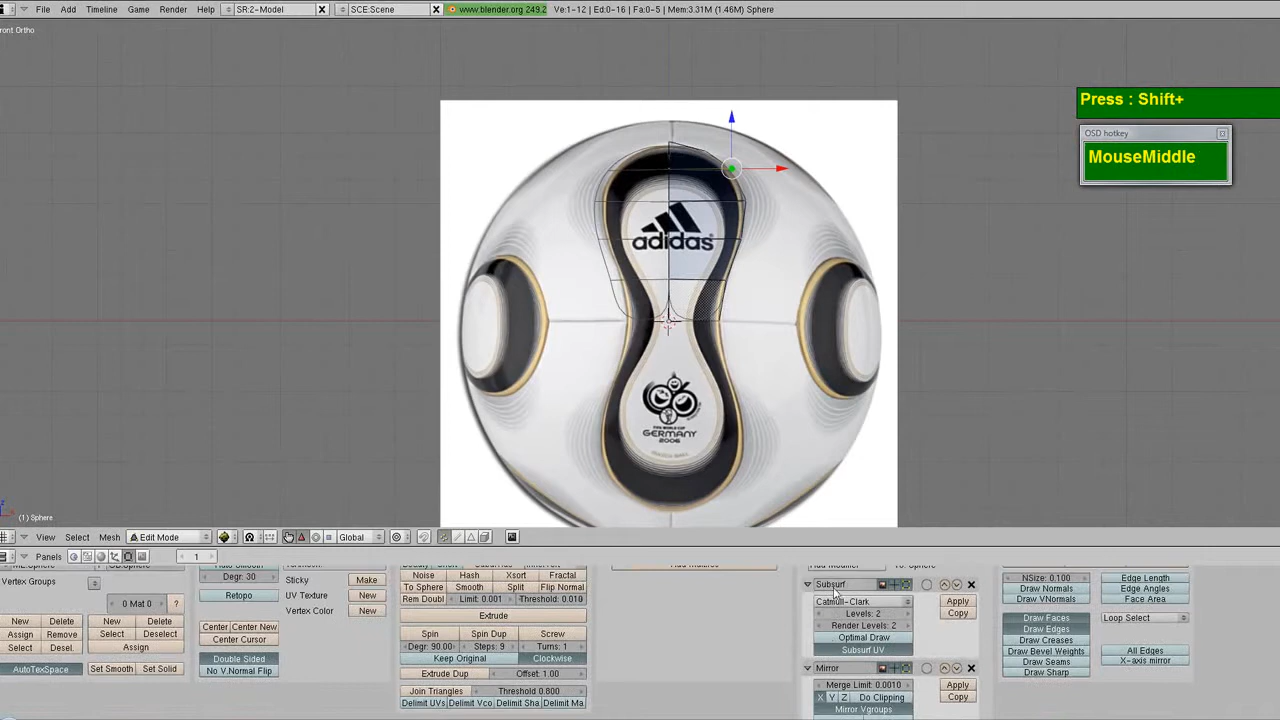 File Add Timeline Game Render Help SR:2-Model X SCE:Scene X www.blender.org 249.2 Ve:1-12 | Ed:0-16 | Fa:0-5 | Mem:3.31M (1.46M) Sphere
ront Ortho
Press : Shift+
OSD hotkey
MouseMiddle
adidas
FIFA WORLD CUP
GERMANY
2006
(1) Sphere
View Select Mesh Edit Mode Global
Panels 1
Vertex Groups
0 Mat 0 ?
New Delete New Delete
Assign Remove Select Deselect
Select Desel. Assign
AutoTexSpace Set Smooth Set Solid
Degr: 30
Retopo
Center Center New
Center Cursor
Double Sided
No V.Normal Flip
Sticky Make
UV Texture New
Vertex Color New
Noise Hash Xsort Fractal
To Sphere Smooth Split Flip Normal
Rem Doubl Limit: 0.001 Threshold: 0.010
Extrude
Spin Spin Dup Screw
Degr: 90.00 Steps: 9 Turns: 1
Keep Original Clockwise
Extrude Dup Offset: 1.00
Join Triangles Threshold 0.800
Delimit UVs Delimit Vco Delimit Sha Delimit Ma
Subsurf
Catmull-Clark Apply
Levels: 2 Copy
Render Levels: 2
Optimal Draw
Subsurf UV
Mirror
Merge Limit: 0.0010 Apply
X Y Z Do Clipping Copy
Mirror Vgroups
NSize: 0.100
Draw Normals
Draw VNormals
Draw Faces
Draw Edges
Draw Creases
Draw Bevel Weights
Draw Seams
Draw Sharp
Edge Length
Edge Angles
Face Area
Loop Select
All Edges
X-axis mirror